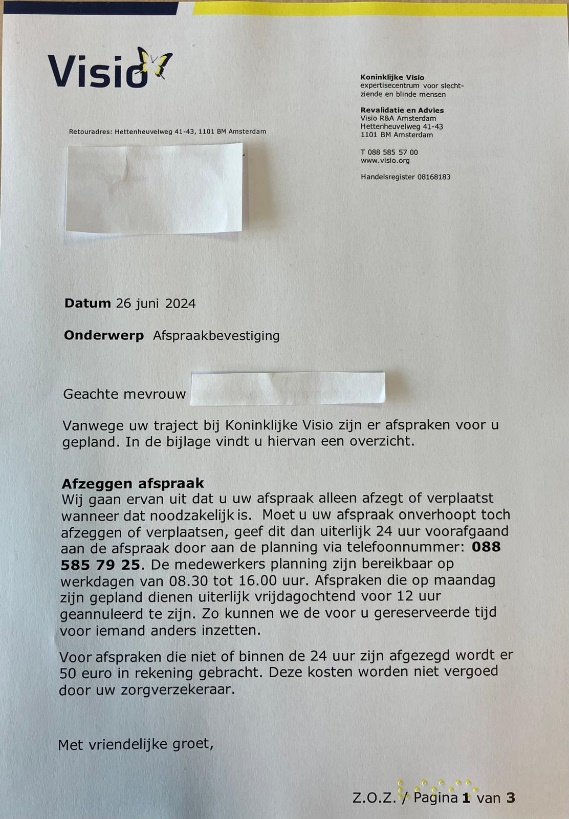 Visio
Koninklijke Visio
expertisecentrum voor slecht-
ziende en blinde mensen
Revalidatie en Advies
Visio R&A Amsterdam
Hettenheuvelweg 41-43
1101 BM Amsterdam
T 088 585 57 00
www.visio.org
Handelsregister 08168183
Retouradres: Hettenheuvelweg 41-43, 1101 BM Amsterdam
Datum 26 juni 2024
Onderwerp Afspraakbevestiging
Geachte mevrouw
Vanwege uw traject bij Koninklijke Visio zijn er afspraken voor u
gepland. In de bijlage vindt u hiervan een overzicht.
Afzeggen afspraak
Wij gaan ervan uit dat u uw afspraak alleen afzegt of verplaatst
wanneer dat noodzakelijk is. Moet u uw afspraak onverhoopt toch
afzeggen of verplaatsen, geef dit dan uiterlijk 24 uur voorafgaand
aan de afspraak door aan de planning via telefoonnummer: 088
585 79 25. De medewerkers planning zijn bereikbaar op
werkdagen van 08.30 tot 16.00 uur. Afspraken die op maandag
zijn gepland dienen uiterlijk vrijdagochtend voor 12 uur
geannuleerd te zijn. Zo kunnen we de voor u gereserveerde tijd
voor iemand anders inzetten.
Voor afspraken die niet of binnen de 24 uur zijn afgezegd wordt er
50 euro in rekening gebracht. Deze kosten worden niet vergoed
door uw zorgverzekeraar.
Met vriendelijke groet,
Z.O.Z. / Pagina 1 van 3